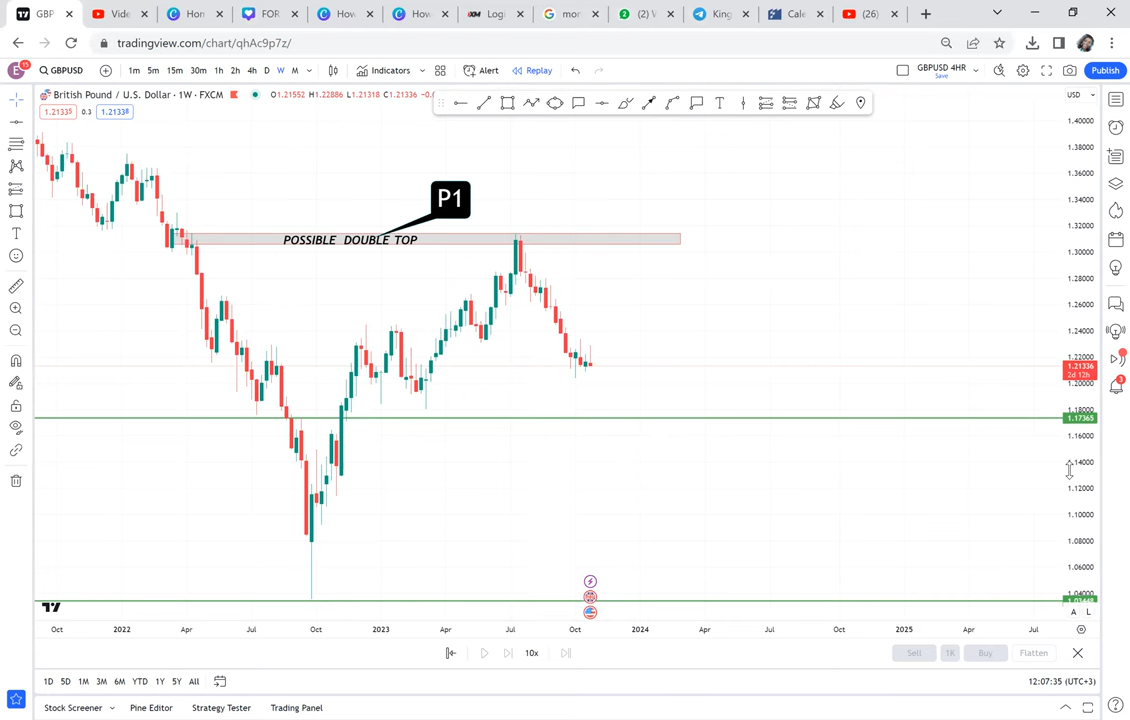 GBP
Vide
Hon
FOR
How
How
Logi
mor
(2) V
King
Cale
(26)
tradingview.com/chart/qhAc9p7z/
E 15 GBPUSD 1m 5m 15m 30m 1h 2h 4h D W M Indicators Alert Replay GBPUSD 4HR Save Publish
British Pound / U.S. Dollar · 1W · FXCM O1.21552 H1.22886 L1.21318 C1.21336
1.21335 0.3 1.21338
USD
1.40000
1.38000
1.36000
1.34000
1.32000
1.30000
1.28000
1.26000
1.24000
1.22000
1.21336
2d 12h
1.20000
1.18000
1.17365
1.16000
1.14000
1.12000
1.10000
1.08000
1.06000
1.04000
P1
POSSIBLE DOUBLE TOP
A L
Oct 2022 Apr Jul Oct 2023 Apr Jul Oct 2024 Apr Jul Oct 2025 Apr Jul
10x Sell 1K Buy Flatten
1D 5D 1M 3M 6M YTD 1Y 5Y All 12:07:35 (UTC+3)
Stock Screener Pine Editor Strategy Tester Trading Panel